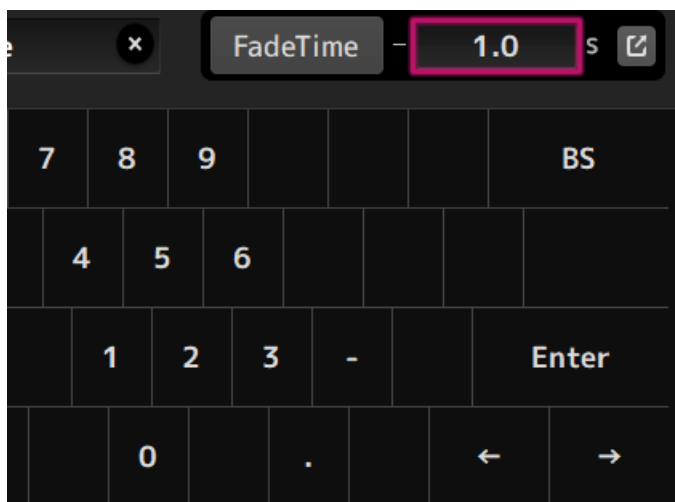 e × FadeTime – 1.0 s
7 8 9 BS
4 5 6
1 2 3 - Enter
0 . ← →